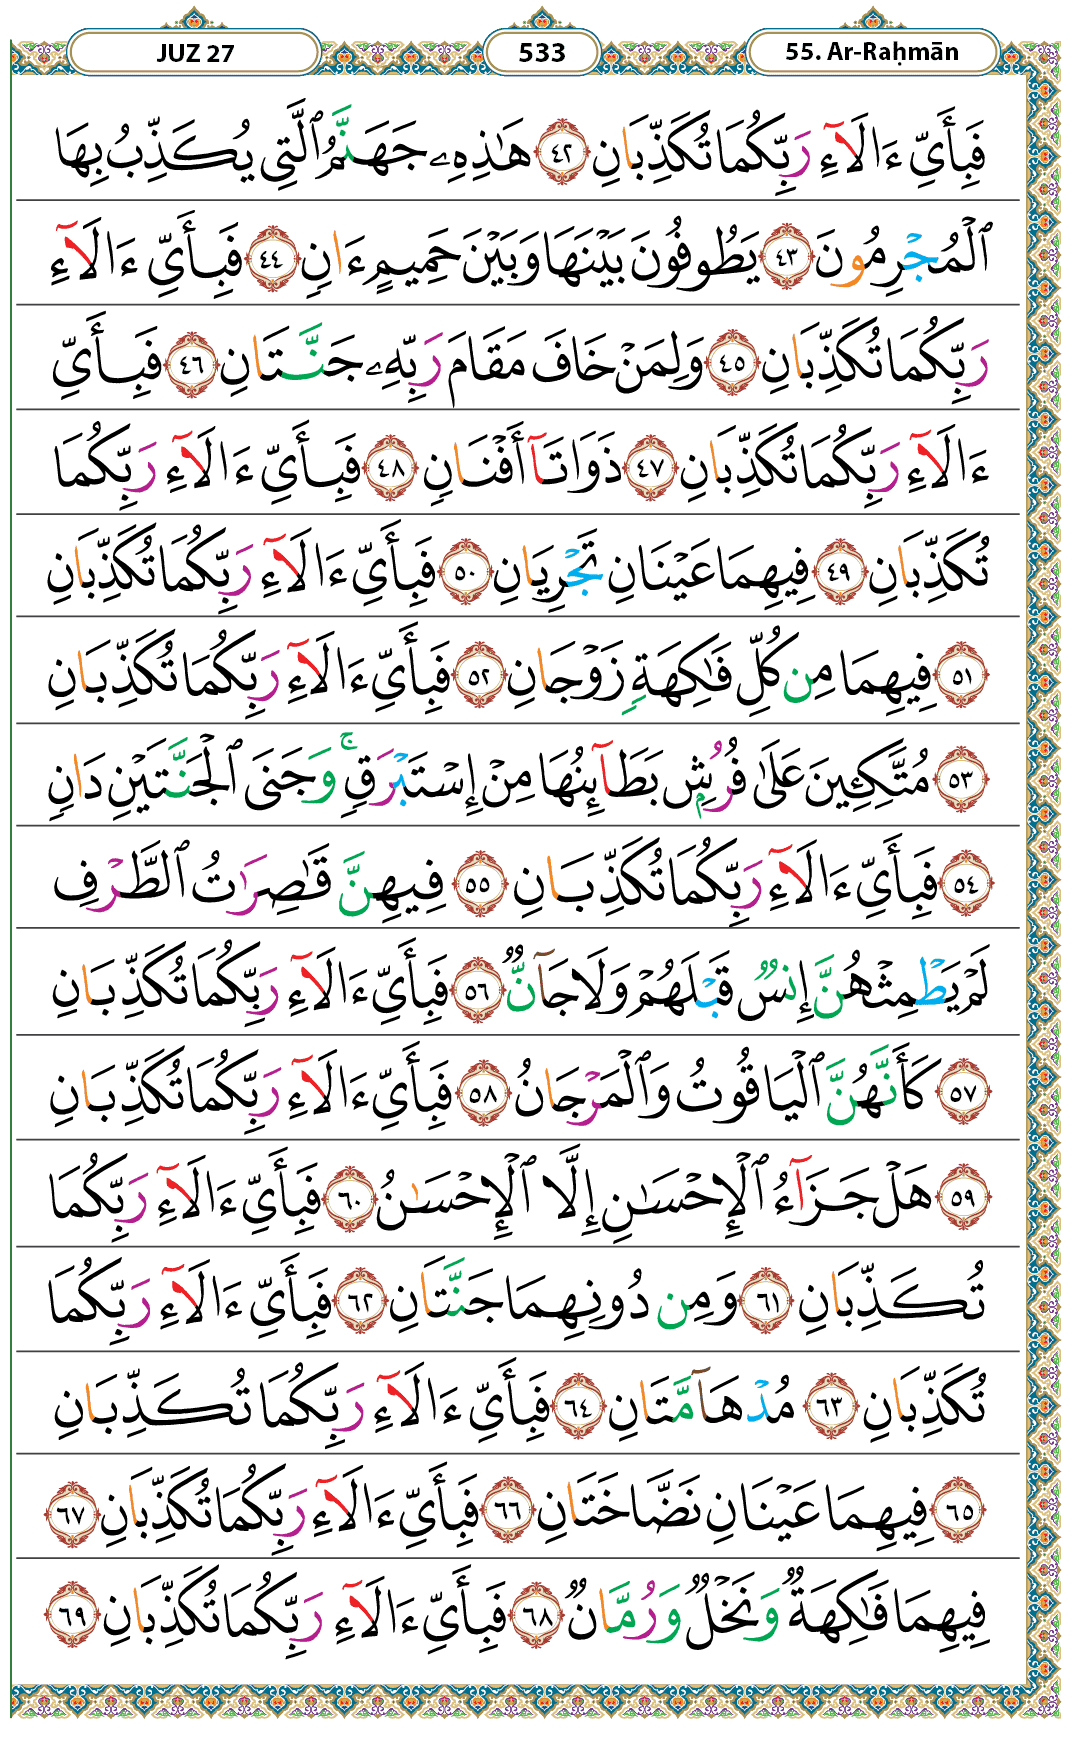 JUZ 27
533
55. Ar-Raḥmān
فَبِأَيِّ ءَالَآءِ رَبِّكُمَا تُكَذِّبَانِ ٤٢ هَٰذِهِۦ جَهَنَّمُ ٱلَّتِي يُكَذِّبُ بِهَا
ٱلْمُجْرِمُونَ ٤٣ يَطُوفُونَ بَيْنَهَا وَبَيْنَ حَمِيمٍ ءَانٍ ٤٤ فَبِأَيِّ ءَالَآءِ
رَبِّكُمَا تُكَذِّبَانِ ٤٥ وَلِمَنْ خَافَ مَقَامَ رَبِّهِۦ جَنَّتَانِ ٤٦ فَبِأَيِّ
ءَالَآءِ رَبِّكُمَا تُكَذِّبَانِ ٤٧ ذَوَاتَآ أَفْنَانٍ ٤٨ فَبِأَيِّ ءَالَآءِ رَبِّكُمَا
تُكَذِّبَانِ ٤٩ فِيهِمَا عَيْنَانِ تَجْرِيَانِ ٥٠ فَبِأَيِّ ءَالَآءِ رَبِّكُمَا تُكَذِّبَانِ
٥١ فِيهِمَا مِن كُلِّ فَٰكِهَةٍ زَوْجَانِ ٥٢ فَبِأَيِّ ءَالَآءِ رَبِّكُمَا تُكَذِّبَانِ
٥٣ مُتَّكِـِٔينَ عَلَىٰ فُرُشٍۭ بَطَآئِنُهَا مِنْ إِسْتَبْرَقٍ ۚ وَجَنَى ٱلْجَنَّتَيْنِ دَانٍ
٥٤ فَبِأَيِّ ءَالَآءِ رَبِّكُمَا تُكَذِّبَانِ ٥٥ فِيهِنَّ قَٰصِرَٰتُ ٱلطَّرْفِ
لَمْ يَطْمِثْهُنَّ إِنسٌ قَبْلَهُمْ وَلَا جَآنٌّ ٥٦ فَبِأَيِّ ءَالَآءِ رَبِّكُمَا تُكَذِّبَانِ
٥٧ كَأَنَّهُنَّ ٱلْيَاقُوتُ وَٱلْمَرْجَانُ ٥٨ فَبِأَيِّ ءَالَآءِ رَبِّكُمَا تُكَذِّبَانِ
٥٩ هَلْ جَزَآءُ ٱلْإِحْسَٰنِ إِلَّا ٱلْإِحْسَٰنُ ٦٠ فَبِأَيِّ ءَالَآءِ رَبِّكُمَا
تُكَذِّبَانِ ٦١ وَمِن دُونِهِمَا جَنَّتَانِ ٦٢ فَبِأَيِّ ءَالَآءِ رَبِّكُمَا
تُكَذِّبَانِ ٦٣ مُدْهَآمَّتَانِ ٦٤ فَبِأَيِّ ءَالَآءِ رَبِّكُمَا تُكَذِّبَانِ
٦٥ فِيهِمَا عَيْنَانِ نَضَّاخَتَانِ ٦٦ فَبِأَيِّ ءَالَآءِ رَبِّكُمَا تُكَذِّبَانِ ٦٧
فِيهِمَا فَٰكِهَةٌ وَنَخْلٌ وَرُمَّانٌ ٦٨ فَبِأَيِّ ءَالَآءِ رَبِّكُمَا تُكَذِّبَانِ ٦٩